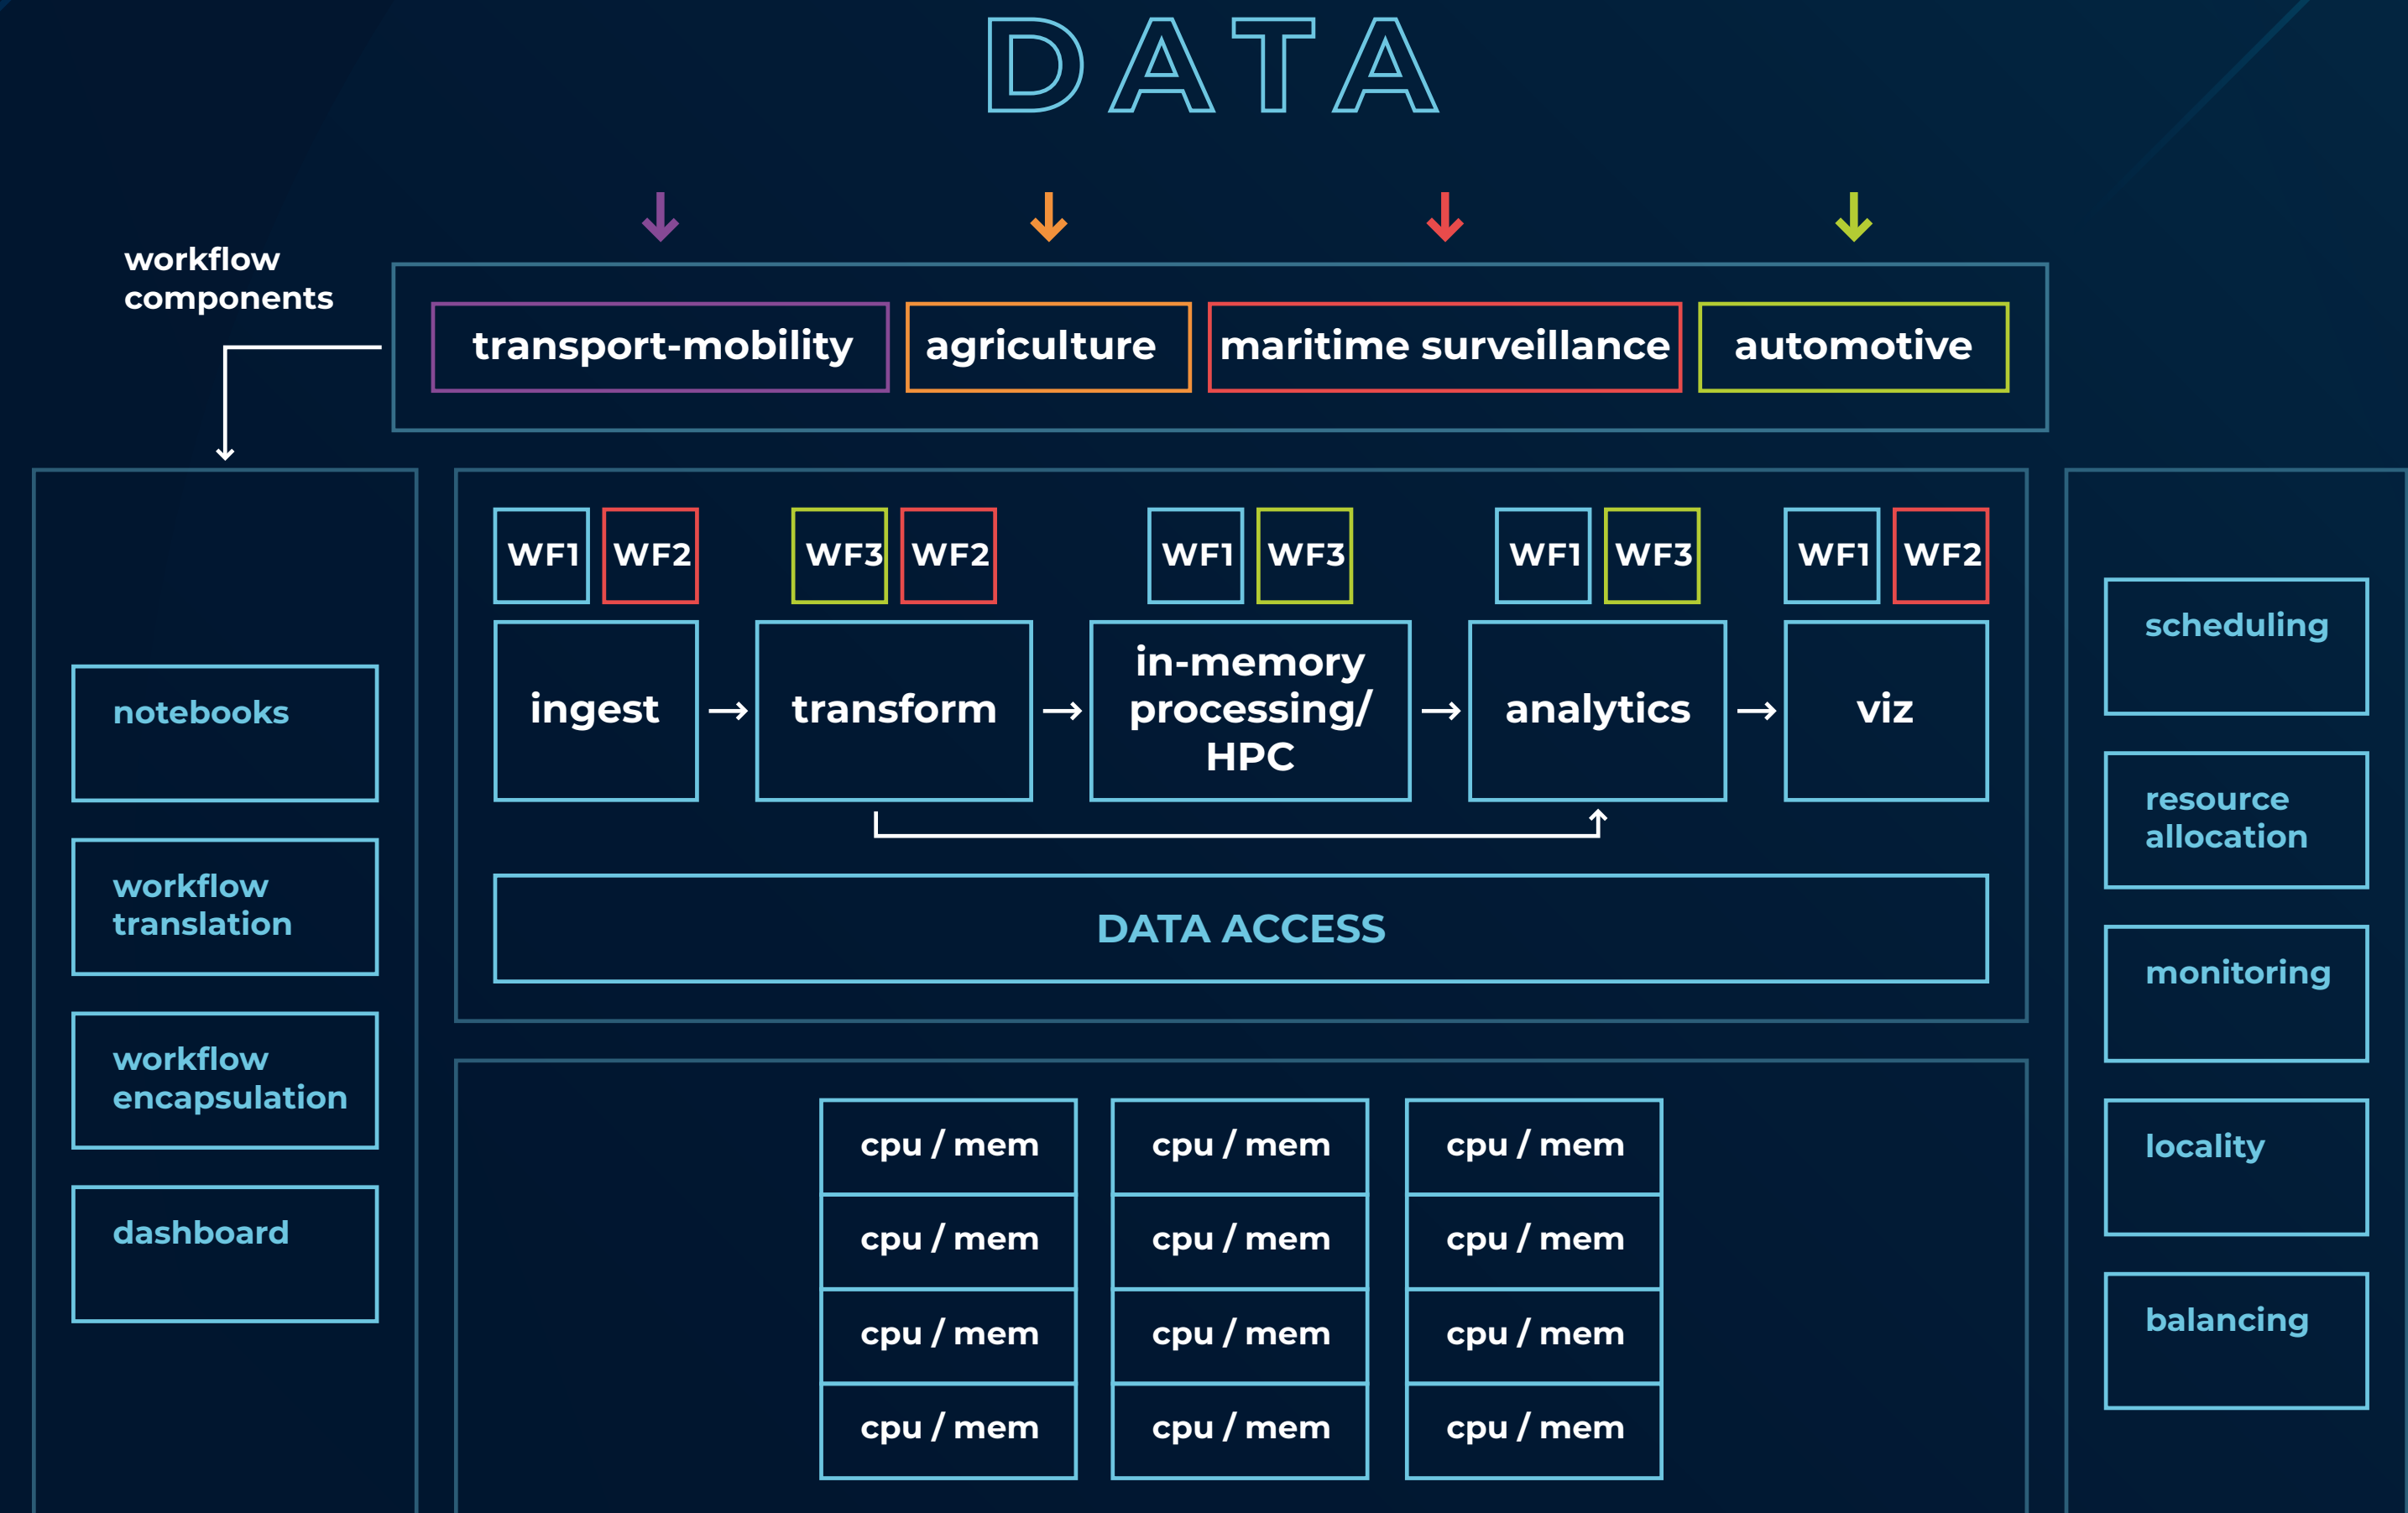 DATA
workflow
components
transport-mobility
agriculture
maritime surveillance
automotive
WF1
WF2
WF3
WF2
WF1
WF3
WF1
WF3
WF1
WF2
ingest
transform
in-memory
processing/
HPC
analytics
viz
DATA ACCESS
notebooks
workflow
translation
workflow
encapsulation
dashboard
cpu / mem
cpu / mem
cpu / mem
cpu / mem
cpu / mem
cpu / mem
cpu / mem
cpu / mem
cpu / mem
cpu / mem
cpu / mem
cpu / mem
scheduling
resource
allocation
monitoring
locality
balancing